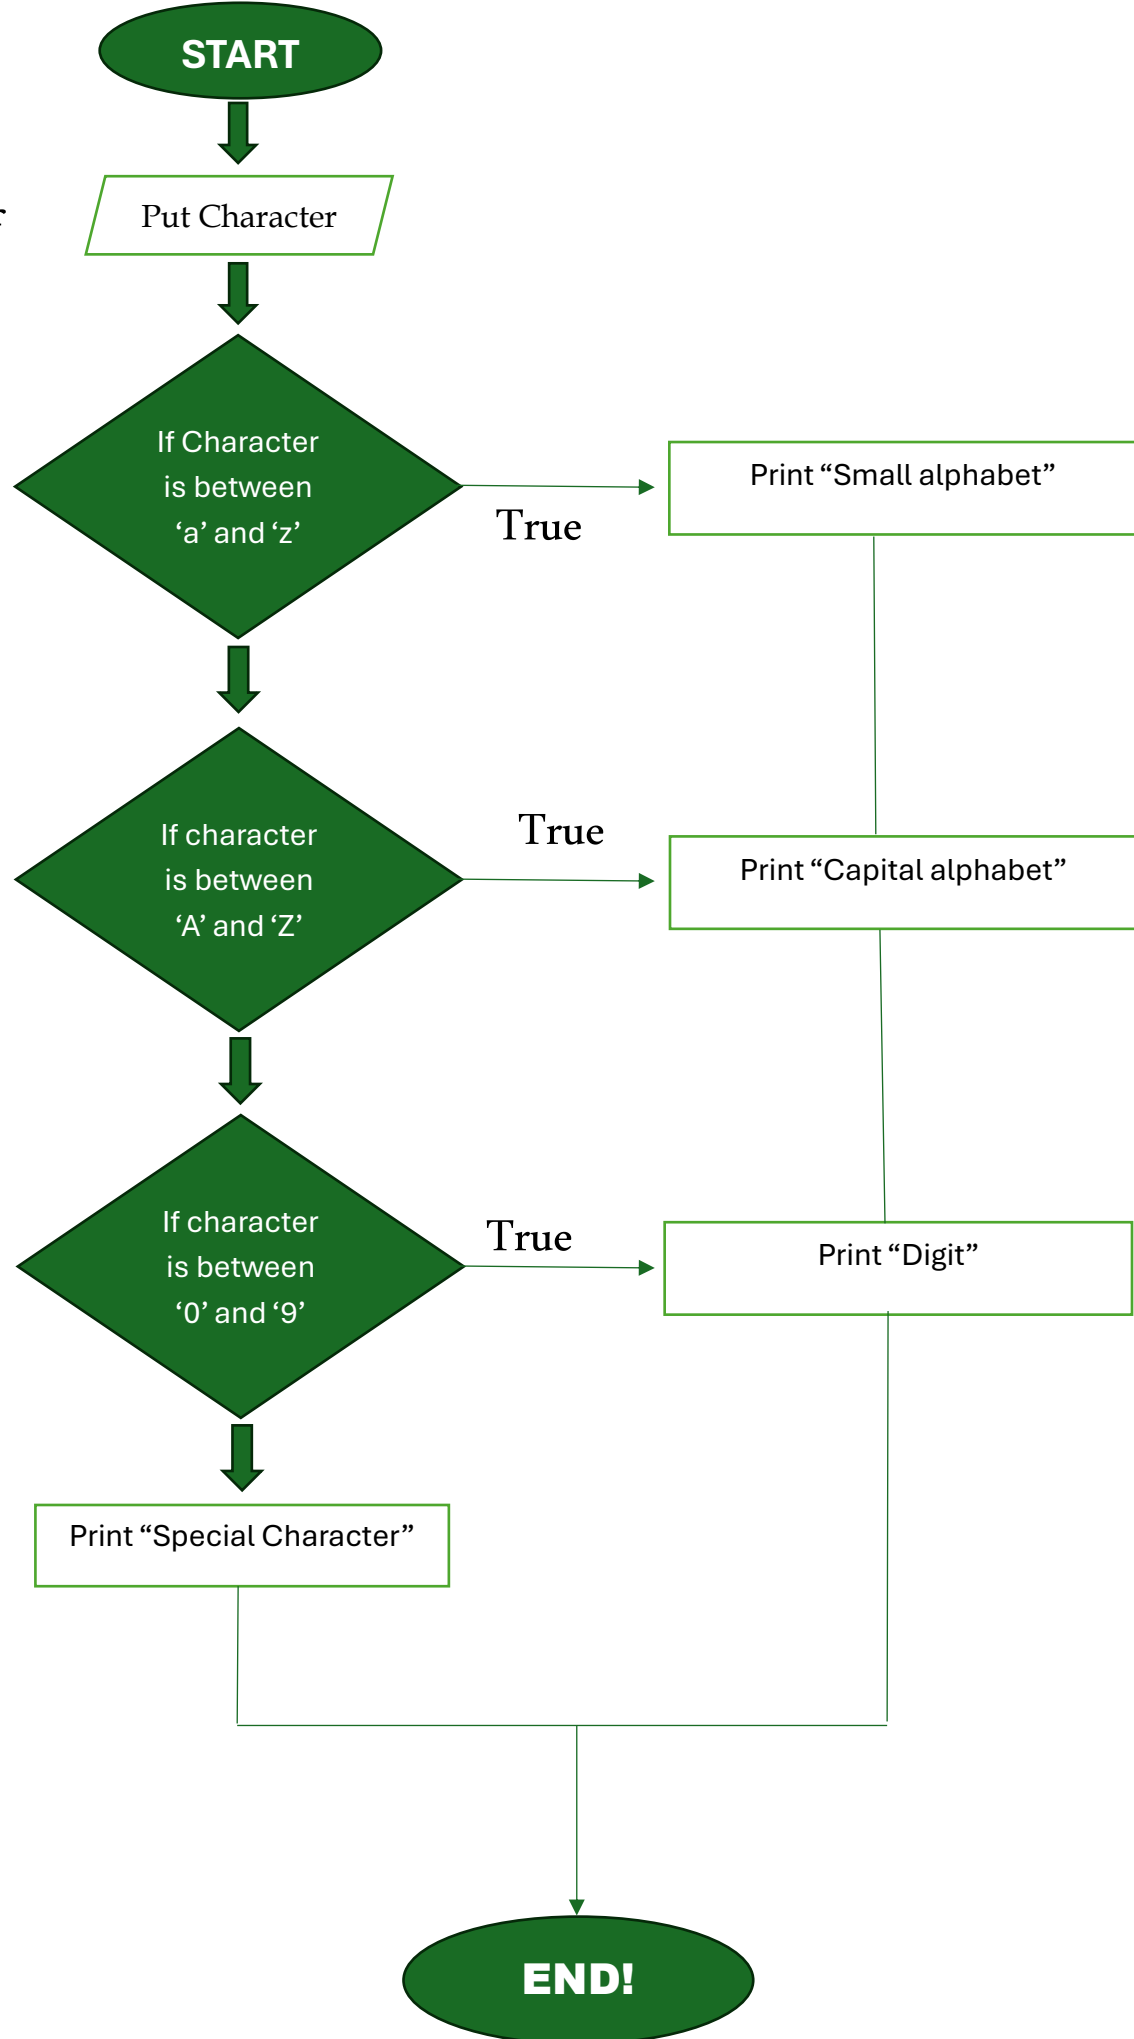 START
Put Character
If Character
is between
‘a’ and ‘z’
True
Print “Small alphabet”
If character
is between
‘A’ and ‘Z’
True
Print “Capital alphabet”
If character
is between
‘0’ and ‘9’
True
Print “Digit”
Print “Special Character”
END!